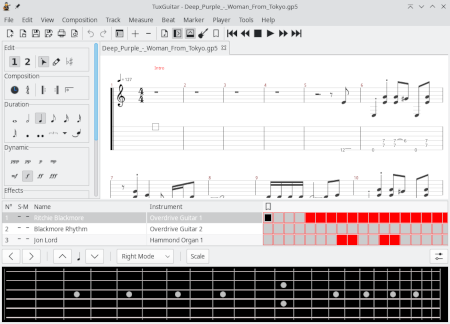 TuxGuitar - Deep_Purple_-_Woman_From_Tokyo.gp5
File Edit View Composition Track Measure Beat Marker Player Tools Help
Deep_Purple_-_Woman_From_Tokyo.gp5
Edit
1 2
Composition
Duration
Dynamic
Effects
= 127
Intro
N° S-M Name Instrument
1 Ritchie Blackmore Overdrive Guitar 1
2 Blackmore Rhythm Overdrive Guitar 2
3 Jon Lord Hammond Organ 1
Right Mode Scale